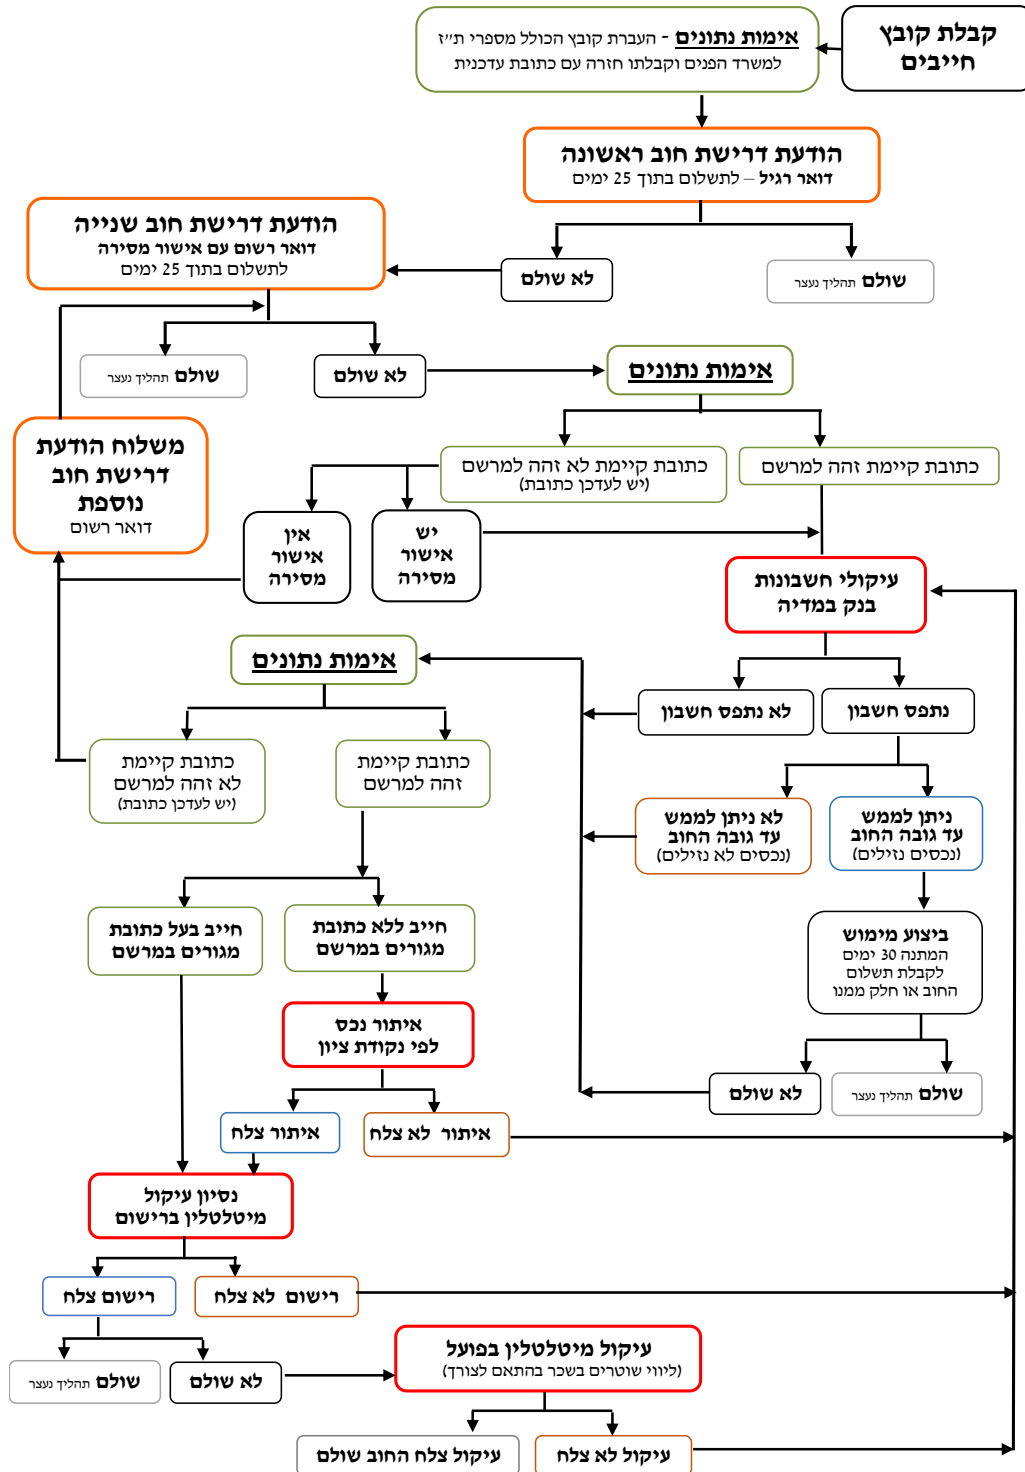 קבלת קובץ
חייבים
אימות נתונים - העברת קובץ הכולל מספרי ת״ז
למשרד הפנים וקבלתו חזרה עם כתובת עדכנית
הודעת דרישת חוב ראשונה
דואר רגיל – לתשלום בתוך 25 ימים
שולם תהליך נעצר
לא שולם
הודעת דרישת חוב שנייה
דואר רשום עם אישור מסירה
לתשלום בתוך 25 ימים
לא שולם
שולם תהליך נעצר
אימות נתונים
כתובת קיימת זהה למרשם
כתובת קיימת לא זהה למרשם
(יש לעדכן כתובת)
משלוח הודעת
דרישת חוב
נוספת
דואר רשום
יש
אישור
מסירה
אין
אישור
מסירה
עיקולי חשבונות
בנק במדיה
נתפס חשבון
לא נתפס חשבון
אימות נתונים
כתובת קיימת
זהה למרשם
כתובת קיימת
לא זהה למרשם
(יש לעדכן כתובת)
ניתן לממש
עד גובה החוב
(נכסים נזילים)
לא ניתן לממש
עד גובה החוב
(נכסים לא נזילים)
ביצוע מימוש
המתנה 30 ימים
לקבלת תשלום
החוב או חלק ממנו
שולם תהליך נעצר
לא שולם
חייב ללא כתובת
מגורים במרשם
חייב בעל כתובת
מגורים במרשם
איתור נכס
לפי נקודת ציון
איתור לא צלח
איתור צלח
נסיון עיקול
מיטלטלין ברישום
רישום לא צלח
רישום צלח
לא שולם
שולם תהליך נעצר
עיקול מיטלטלין בפועל
(ליווי שוטרים בשכר בהתאם לצורך)
עיקול לא צלח
עיקול צלח החוב שולם